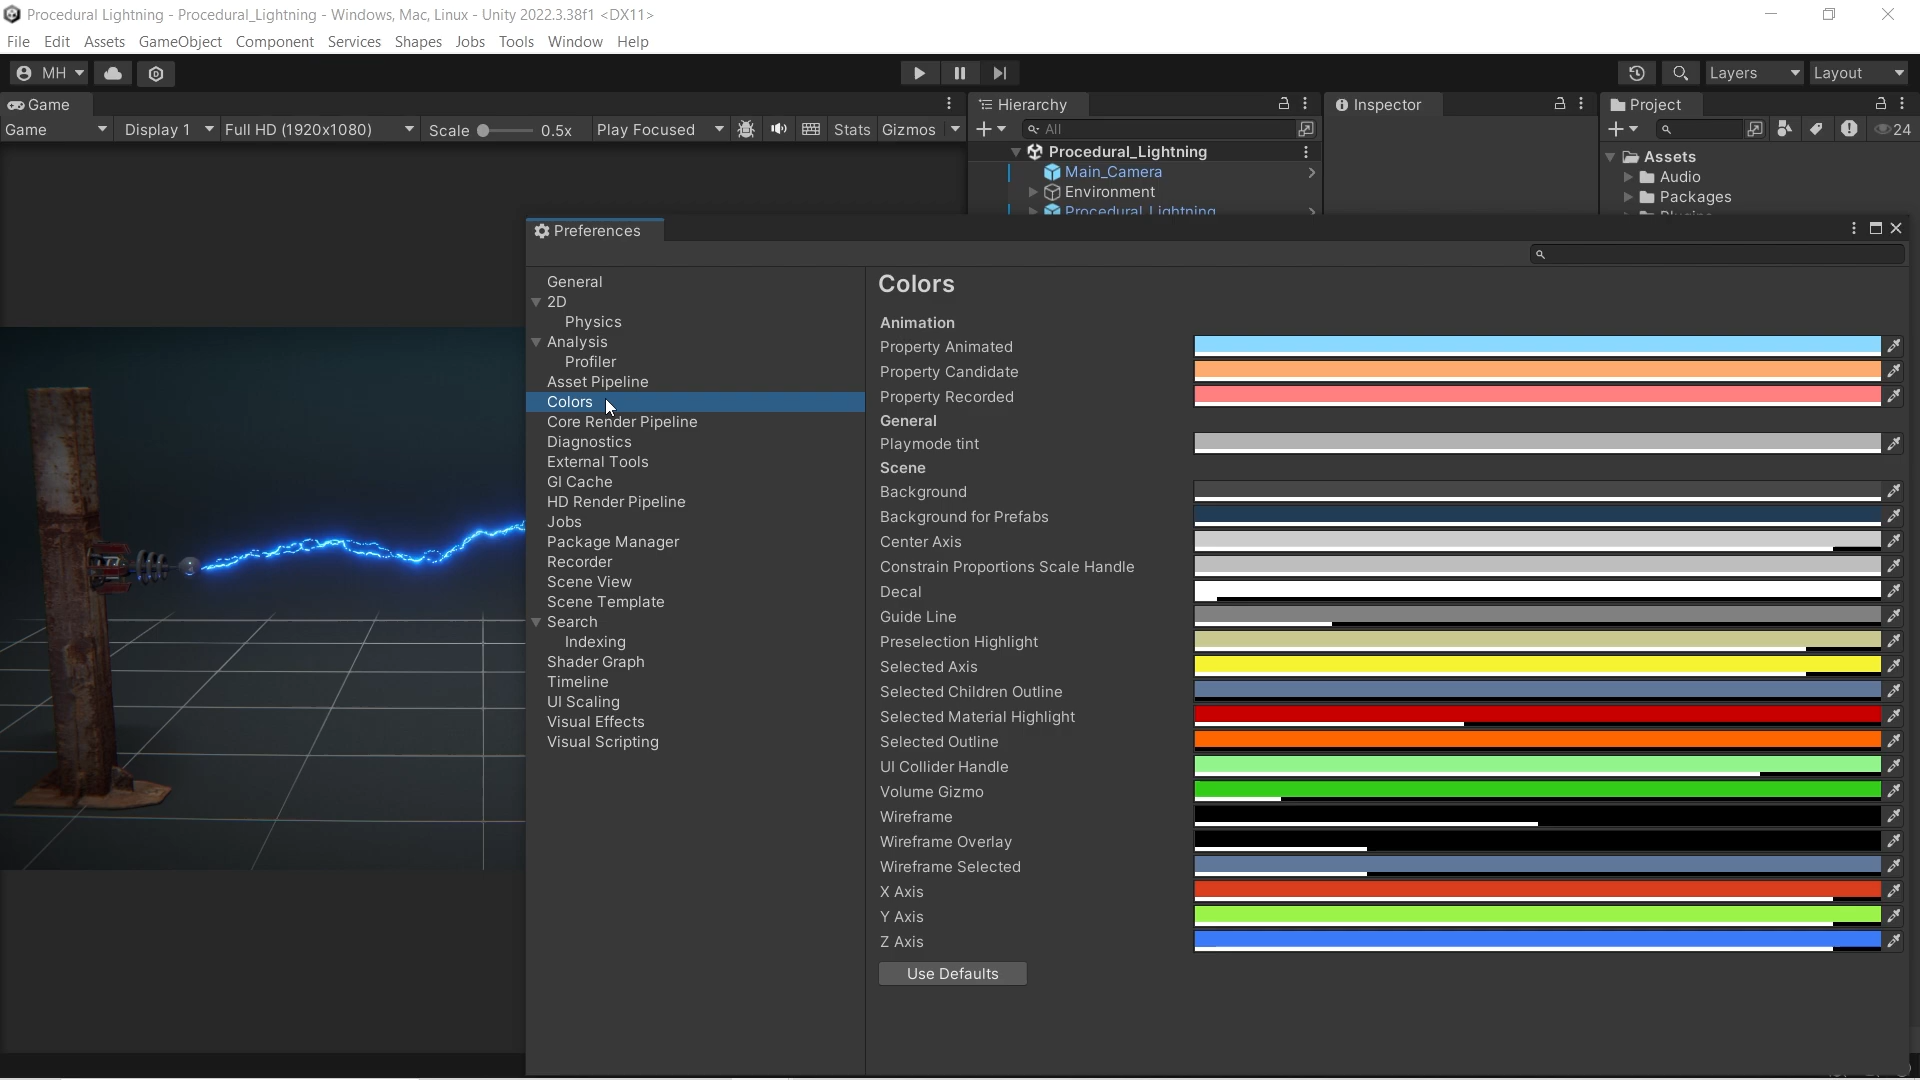 Procedural Lightning - Procedural_Lightning - Windows, Mac, Linux - Unity 2022.3.38f1 <DX11>
File Edit Assets GameObject Component Services Shapes Jobs Tools Window Help
MH Layers Layout
Game Hierarchy Inspector Project
Game Display 1 Full HD (1920x1080) Scale 0.5x Play Focused Stats Gizmos All 24
Procedural_Lightning Assets
Main_Camera Audio
Environment Packages
Procedural_Lightning
Preferences
General
2D
Physics
Analysis
Profiler
Asset Pipeline
Colors
Core Render Pipeline
Diagnostics
External Tools
GI Cache
HD Render Pipeline
Jobs
Package Manager
Recorder
Scene View
Scene Template
Search
Indexing
Shader Graph
Timeline
UI Scaling
Visual Effects
Visual Scripting
Colors
Animation
Property Animated
Property Candidate
Property Recorded
General
Playmode tint
Scene
Background
Background for Prefabs
Center Axis
Constrain Proportions Scale Handle
Decal
Guide Line
Preselection Highlight
Selected Axis
Selected Children Outline
Selected Material Highlight
Selected Outline
UI Collider Handle
Volume Gizmo
Wireframe
Wireframe Overlay
Wireframe Selected
X Axis
Y Axis
Z Axis
Use Defaults